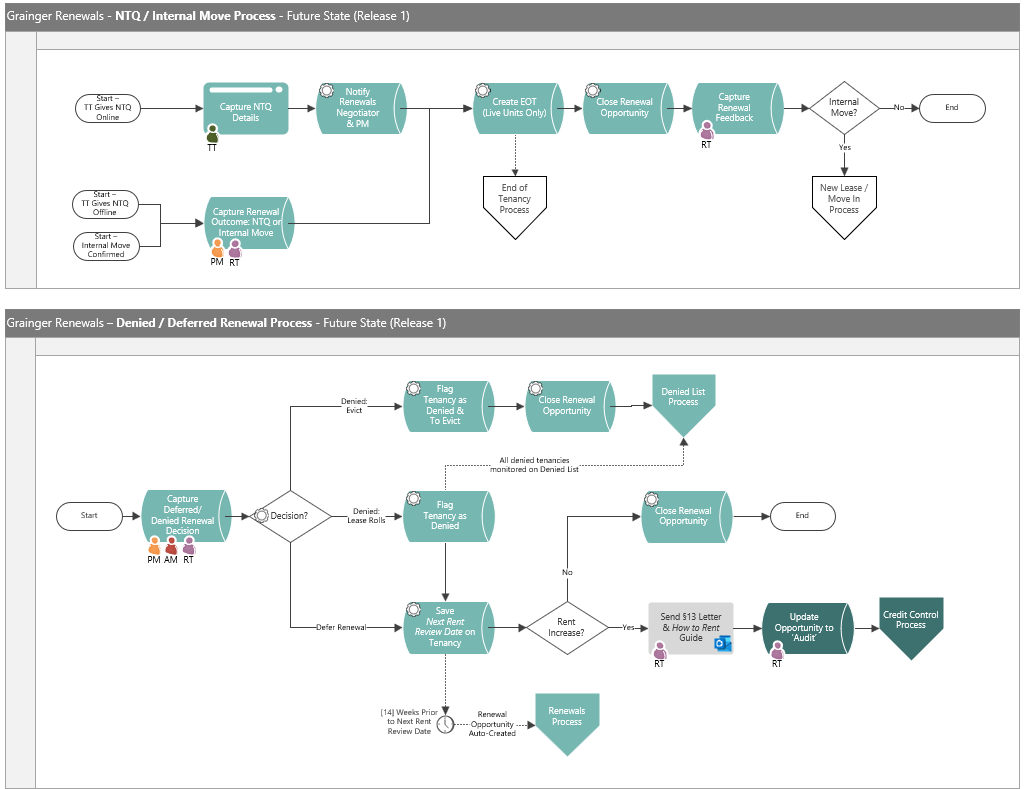 Grainger Renewals - NTQ / Internal Move Process - Future State (Release 1)
Start –
TT Gives NTQ
Online
Capture NTQ
Details
TT
Notify
Renewals
Negotiator
& PM
Create EOT
(Live Units Only)
Close Renewal
Opportunity
Capture
Renewal
Feedback
RT
Internal
Move?
No
End
Yes
End of
Tenancy
Process
New Lease /
Move In
Process
Start –
TT Gives NTQ
Offline
Start –
Internal Move
Confirmed
Capture Renewal
Outcome: NTQ or
Internal Move
PM
RT
Grainger Renewals – Denied / Deferred Renewal Process - Future State (Release 1)
Denied:
Evict
Flag
Tenancy as
Denied &
To Evict
Close Renewal
Opportunity
Denied List
Process
All denied tenancies
monitored on Denied List
Start
Capture
Deferred/
Denied Renewal
Decision
PM
AM
RT
Decision?
Denied:
Lease Rolls
Flag
Tenancy as
Denied
Close Renewal
Opportunity
End
No
Defer Renewal
Save
Next Rent
Review Date on
Tenancy
Rent
Increase?
Yes
Send §13 Letter
& How to Rent
Guide
RT
Update
Opportunity to
'Audit'
RT
Credit Control
Process
[14] Weeks Prior
to Next Rent
Review Date
Renewal
Opportunity
Auto-Created
Renewals
Process